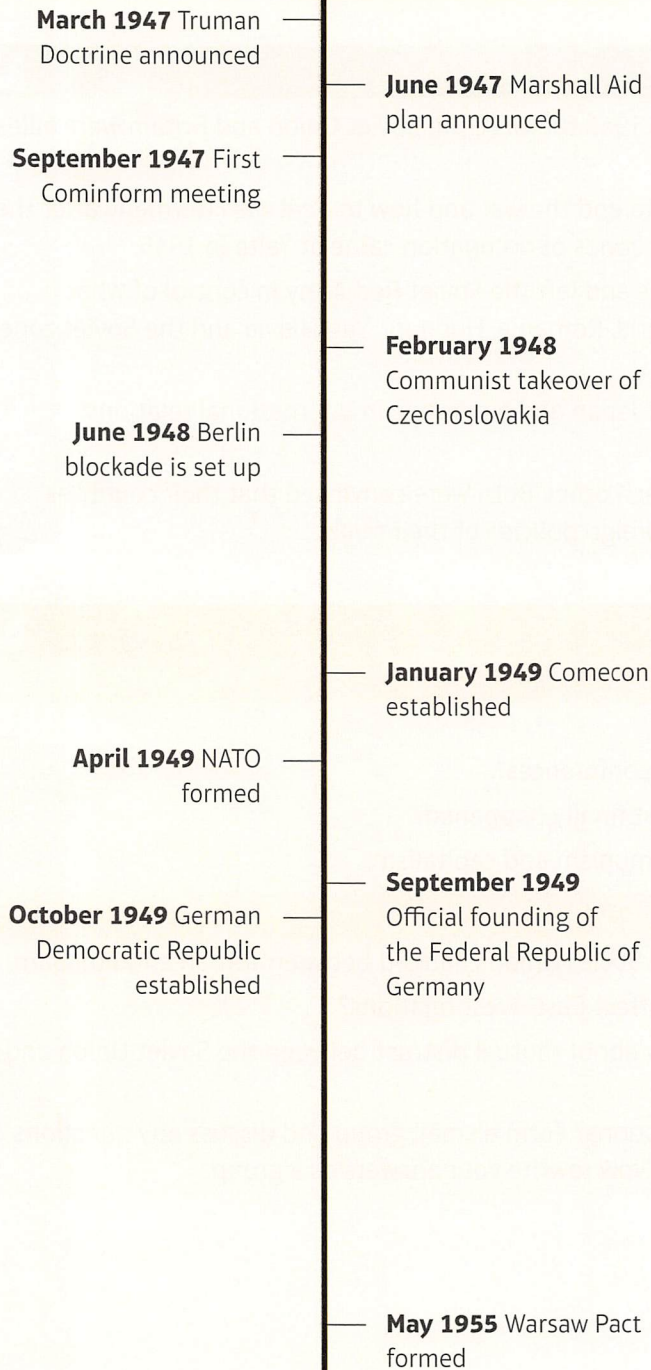 March 1947 Truman
Doctrine announced
June 1947 Marshall Aid
plan announced
September 1947 First
Cominform meeting
February 1948
Communist takeover of
Czechoslovakia
June 1948 Berlin
blockade is set up
January 1949 Comecon
established
April 1949 NATO
formed
September 1949
Official founding of
the Federal Republic of
Germany
October 1949 German
Democratic Republic
established
May 1955 Warsaw Pact
formed